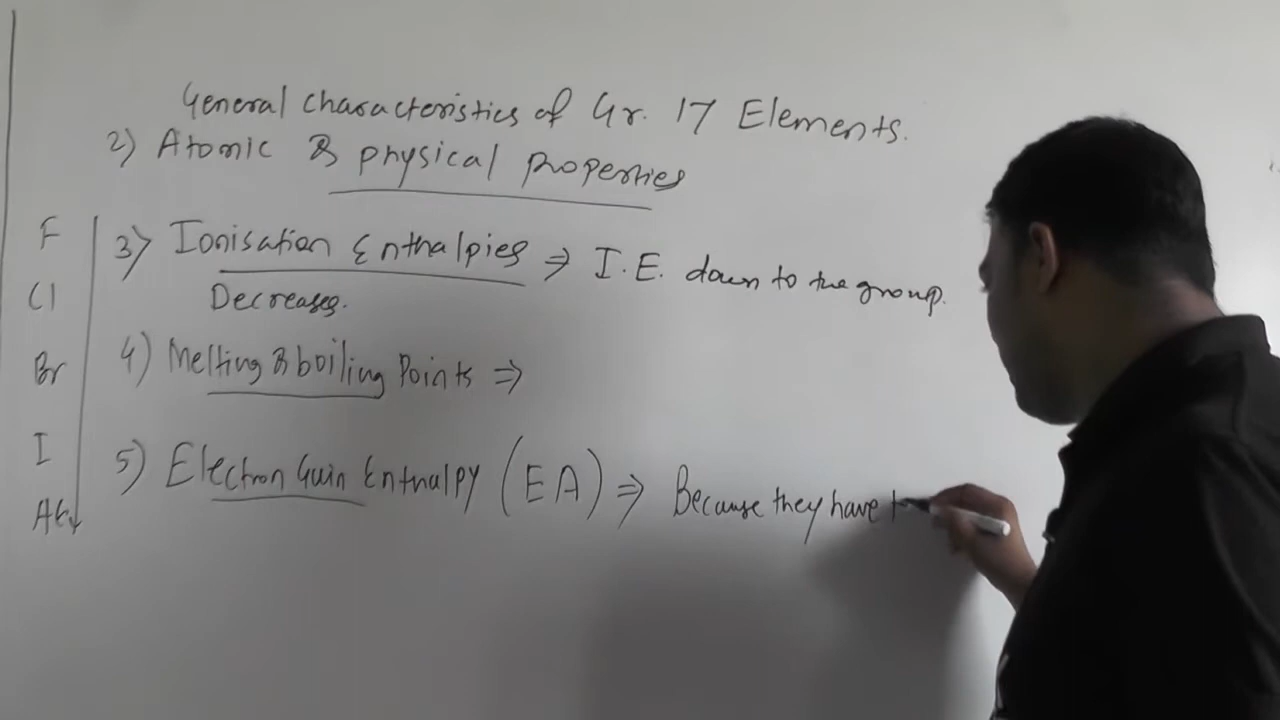 General characteristics of Gr. 17 Elements.
2) Atomic & physical properties
F
3) Ionisation Enthalpies ⇒ I.E. down to the group.
Cl
Decreases.
Br
4) Melting & boiling Points ⇒
I
5) Electron Gain Enthalpy (EA) ⇒ Because they have
At